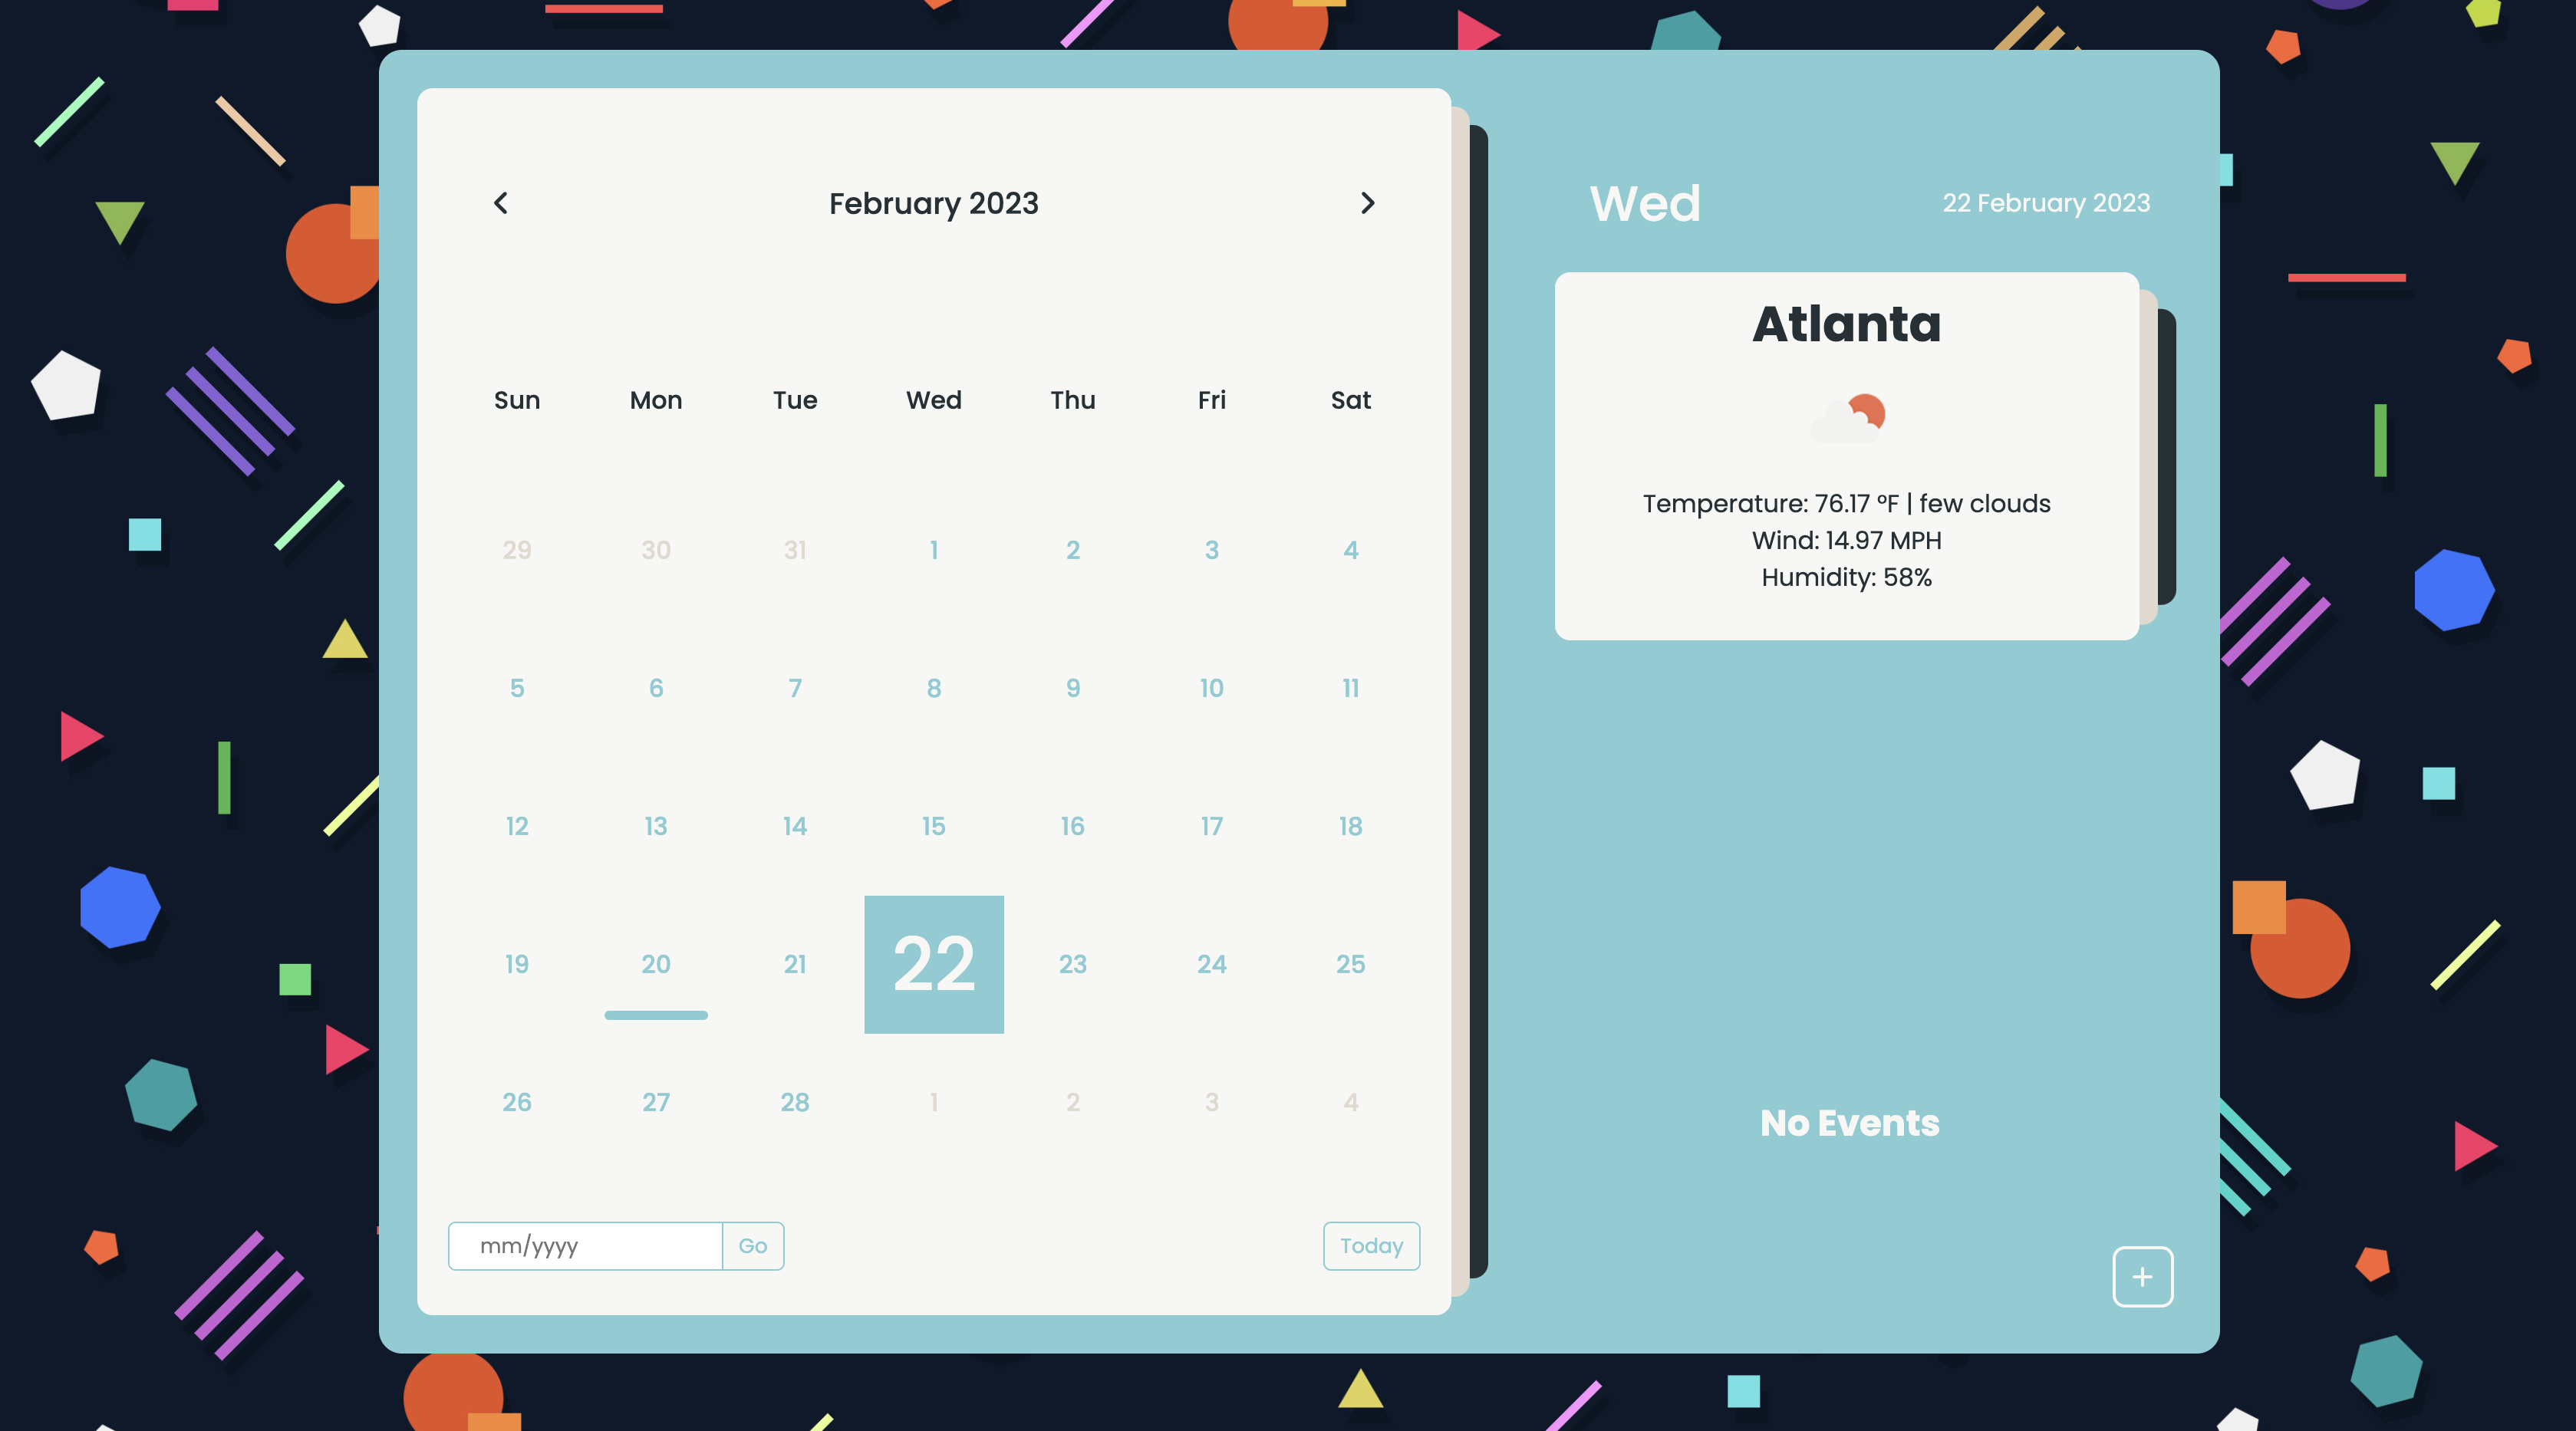 February 2023
Sun Mon Tue Wed Thu Fri Sat
29 30 31 1 2 3 4
5 6 7 8 9 10 11
12 13 14 15 16 17 18
19 20 21 22 23 24 25
26 27 28 1 2 3 4
mm/yyyy Go Today
Wed 22 February 2023
Atlanta
Temperature: 76.17 °F | few clouds
Wind: 14.97 MPH
Humidity: 58%
No Events
+